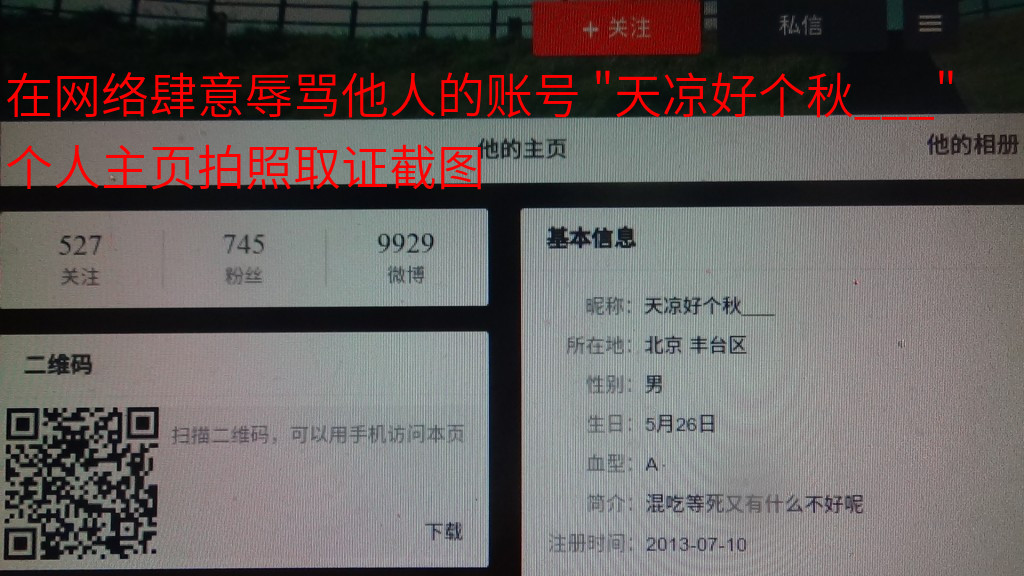 + 关注 私信
在网络肆意辱骂他人的账号 "天凉好个秋___"
他的主页 他的相册
个人主页拍照取证截图
527 745 9929
关注 粉丝 微博
基本信息
昵称：天凉好个秋___
所在地：北京 丰台区
性别：男
生日：5月26日
血型：A
简介：混吃等死又有什么不好呢
注册时间：2013-07-10
二维码
扫描二维码，可以用手机访问本页
下载